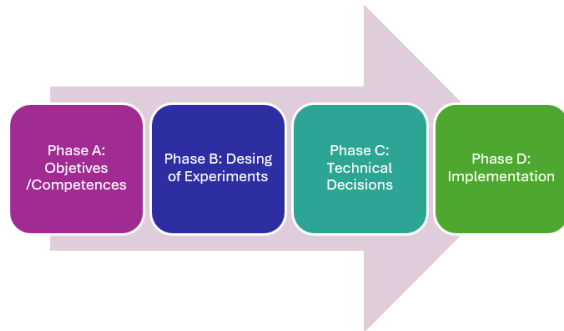 Phase A:
Objetives
/Competences
Phase B: Desing
of Experiments
Phase C:
Technical
Decisions
Phase D:
Implementation